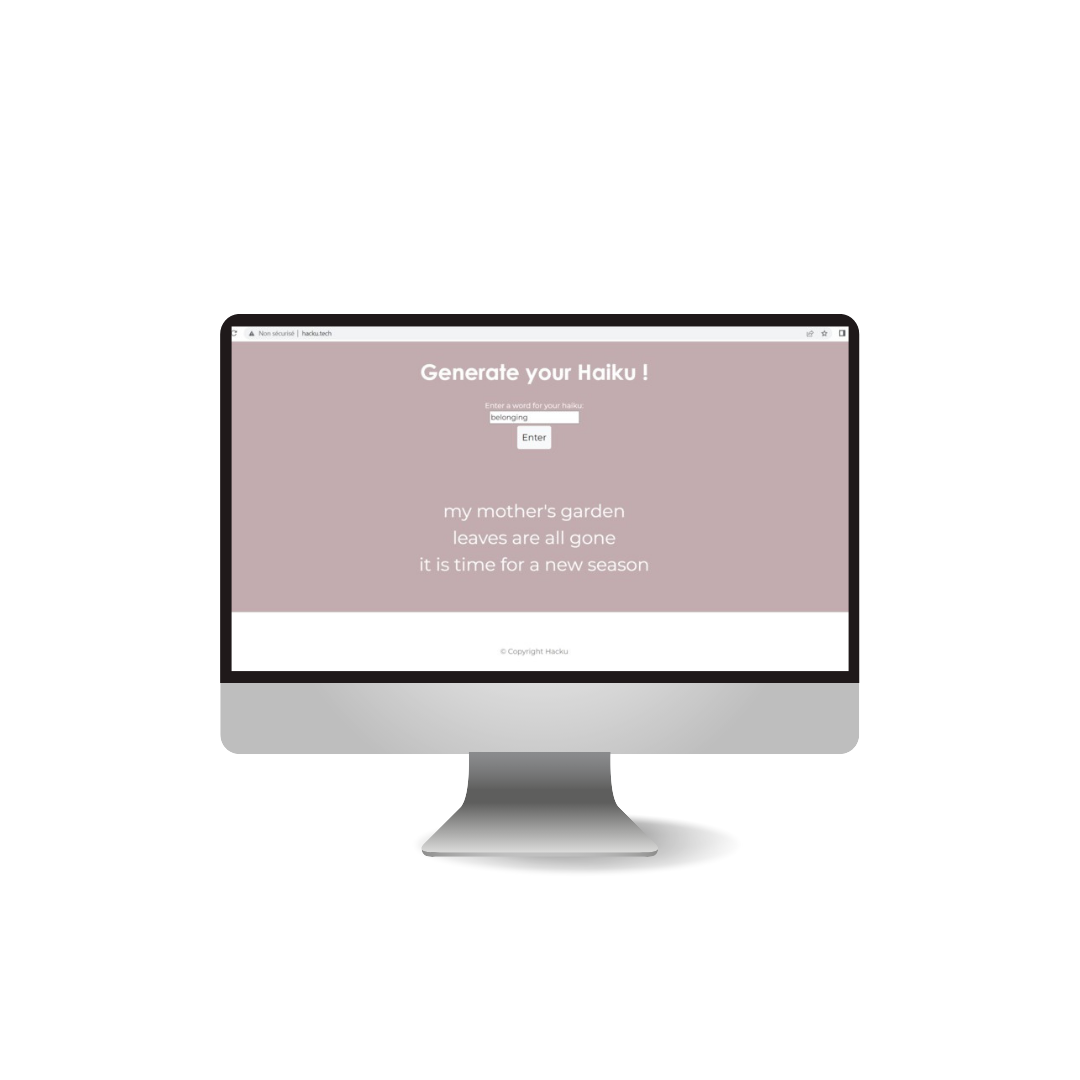 Non sécurisé | hacku.tech
Generate your Haiku !
Enter a word for your haiku:
belonging
Enter
my mother's garden
leaves are all gone
it is time for a new season
© Copyright Hacku